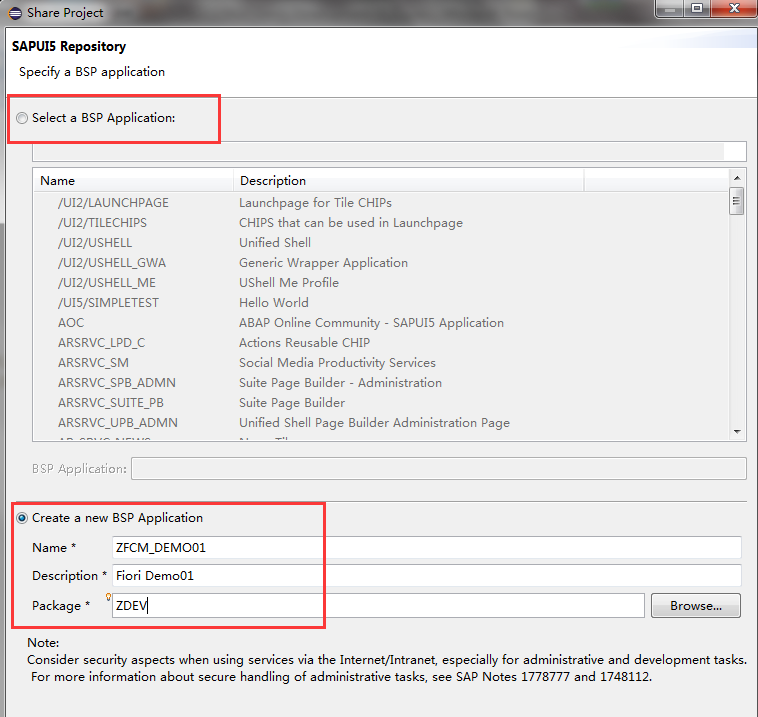 Share Project
SAPUI5 Repository
Specify a BSP application
Select a BSP Application:
Name Description
/UI2/LAUNCHPAGE Launchpage for Tile CHIPs
/UI2/TILECHIPS CHIPS that can be used in Launchpage
/UI2/USHELL Unified Shell
/UI2/USHELL_GWA Generic Wrapper Application
/UI2/USHELL_ME UShell Me Profile
/UI5/SIMPLETEST Hello World
AOC ABAP Online Community - SAPUI5 Application
ARSRVC_LPD_C Actions Reusable CHIP
ARSRVC_SM Social Media Productivity Services
ARSRVC_SPB_ADMN Suite Page Builder - Administration
ARSRVC_SUITE_PB Suite Page Builder
ARSRVC_UPB_ADMN Unified Shell Page Builder Administration Page
BSP Application:
Create a new BSP Application
Name * ZFCM_DEMO01
Description * Fiori Demo01
Package * ZDEV Browse...
Note:
Consider security aspects when using services via the Internet/Intranet, especially for administrative and development tasks.
For more information about secure handling of administrative tasks, see SAP Notes 1778777 and 1748112.